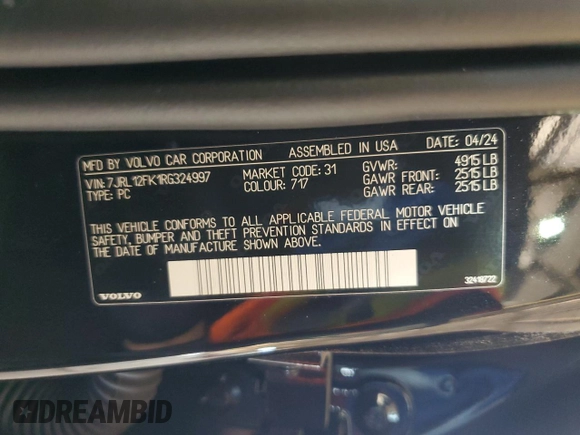 MFD. BY VOLVO CAR CORPORATION ASSEMBLED IN USA DATE: 04/24
VIN: 7JRL12FK1RG324997 MARKET CODE: 31 GVWR: 4915 LB
TYPE: PC COLOUR: 717 GAWR FRONT: 2515 LB
GAWR REAR: 2515 LB
THIS VEHICLE CONFORMS TO ALL APPLICABLE FEDERAL MOTOR VEHICLE
SAFETY, BUMPER AND THEFT PREVENTION STANDARDS IN EFFECT ON
THE DATE OF MANUFACTURE SHOWN ABOVE.
VOLVO 32416722
DREAMBID